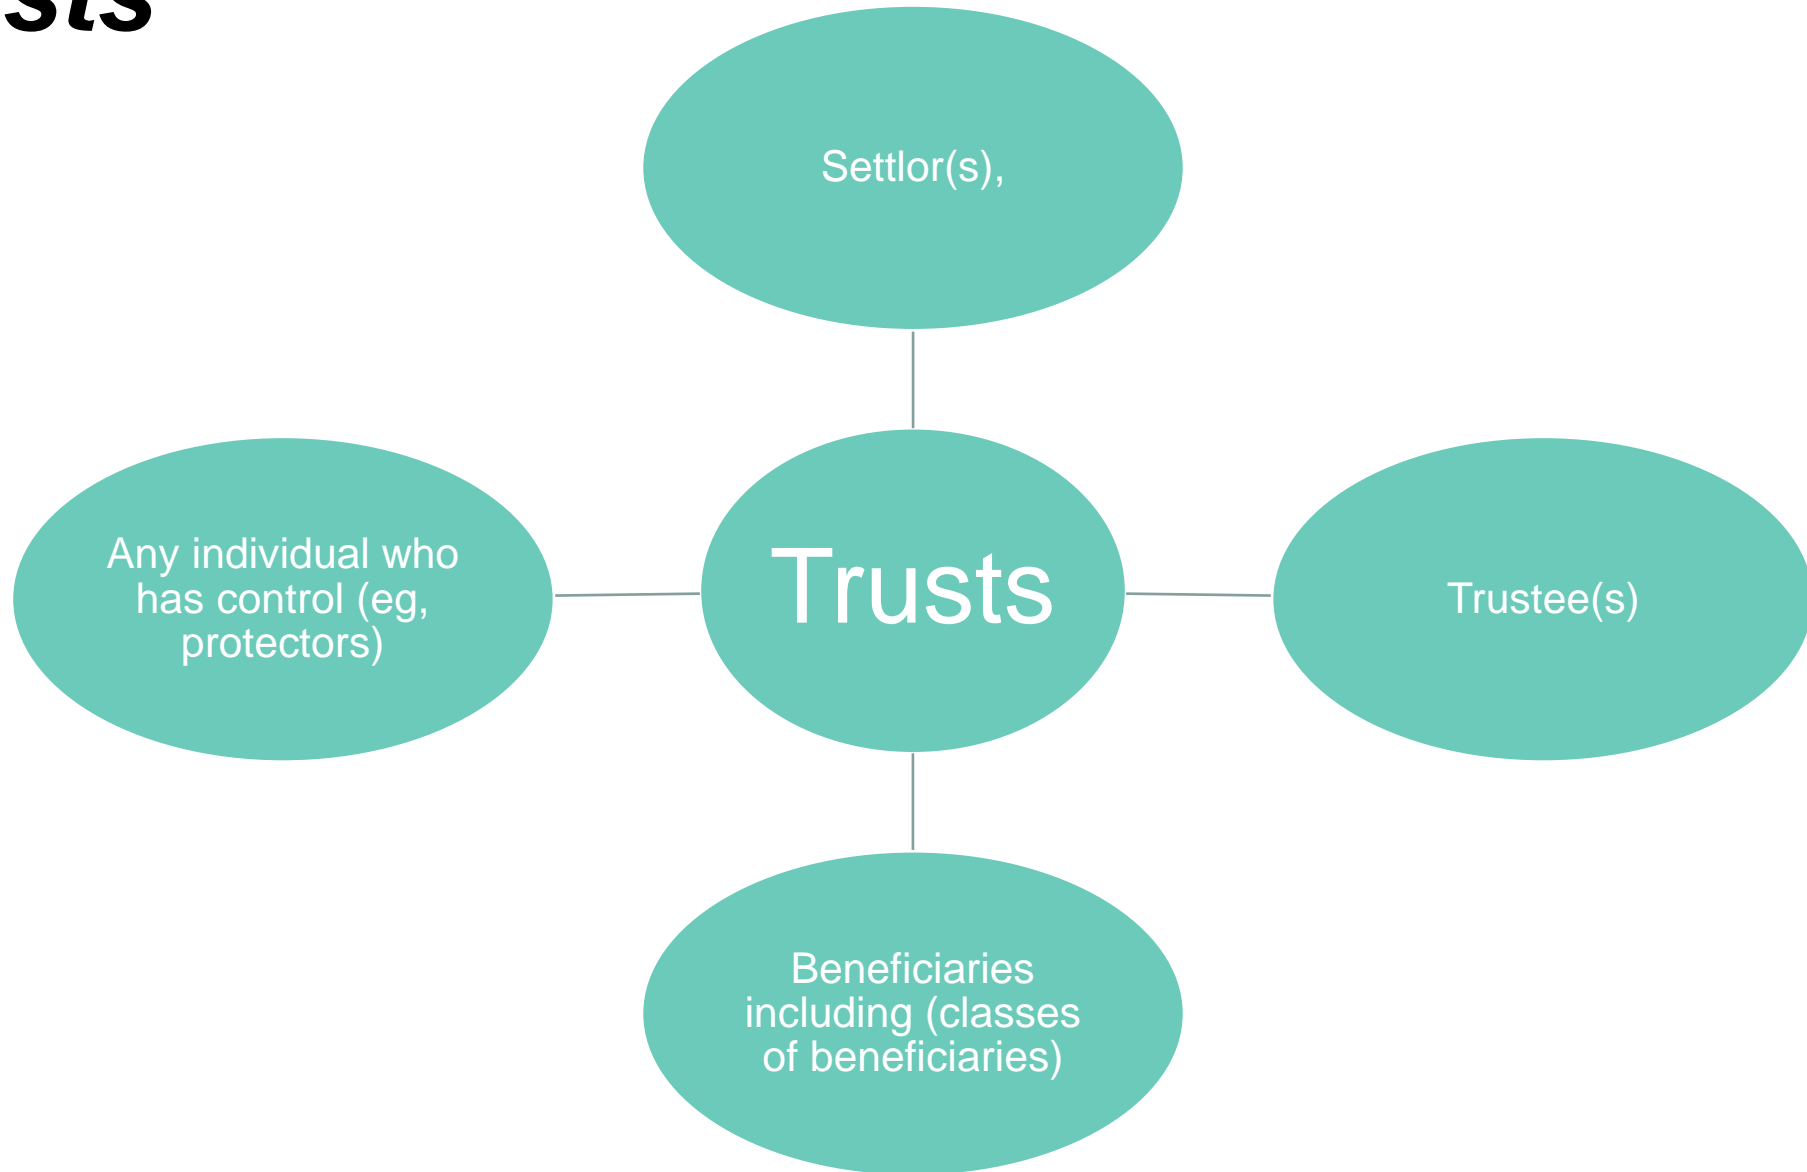 sts
Settlor(s),
Any individual who
has control (eg,
protectors)
Trusts
Trustee(s)
Beneficiaries
including (classes
of beneficiaries)